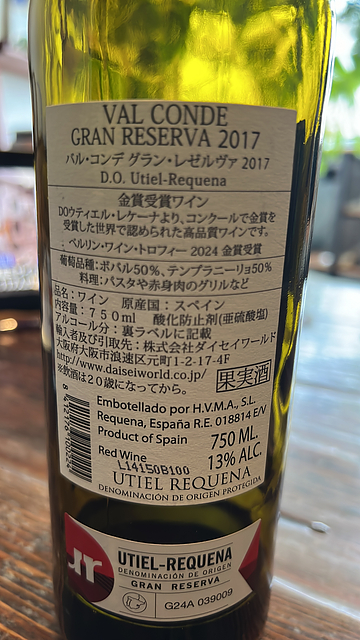 VAL CONDE
GRAN RESERVA 2017
バル・コンデ グラン・レゼルヴァ 2017
D.O. Utiel-Requena
金賞受賞ワイン
DOウティエル・レケーナより、コンクールで金賞を
受賞した世界で認められた高品質ワインです。
ベルリン・ワイン・トロフィー 2024 金賞受賞
葡萄品種：ボバル50%、テンプラニーリョ50%
料理：パスタや赤身肉のグリルなど
品名：ワイン 原産国：スペイン
内容量：７５０ml 酸化防止剤(亜硫酸塩)
アルコール分：裏ラベルに記載
輸入者及び引取先：株式会社ダイセイワールド
大阪府大阪市浪速区元町1-2-17-4F
http://www.daiseiworld.co.jp/
※飲酒は２０歳になってから。
果実酒
Embotellado por H.V.M.A., S.L.
Requena, España R.E. 018814 E/V
Product of Spain
750 ML.
Red Wine
13% ALC.
L14150B100
UTIEL REQUENA
DENOMINACIÓN DE ORIGEN PROTEGIDA
ur
UTIEL-REQUENA
DENOMINACIÓN DE ORIGEN
GRAN RESERVA
G24A 039009